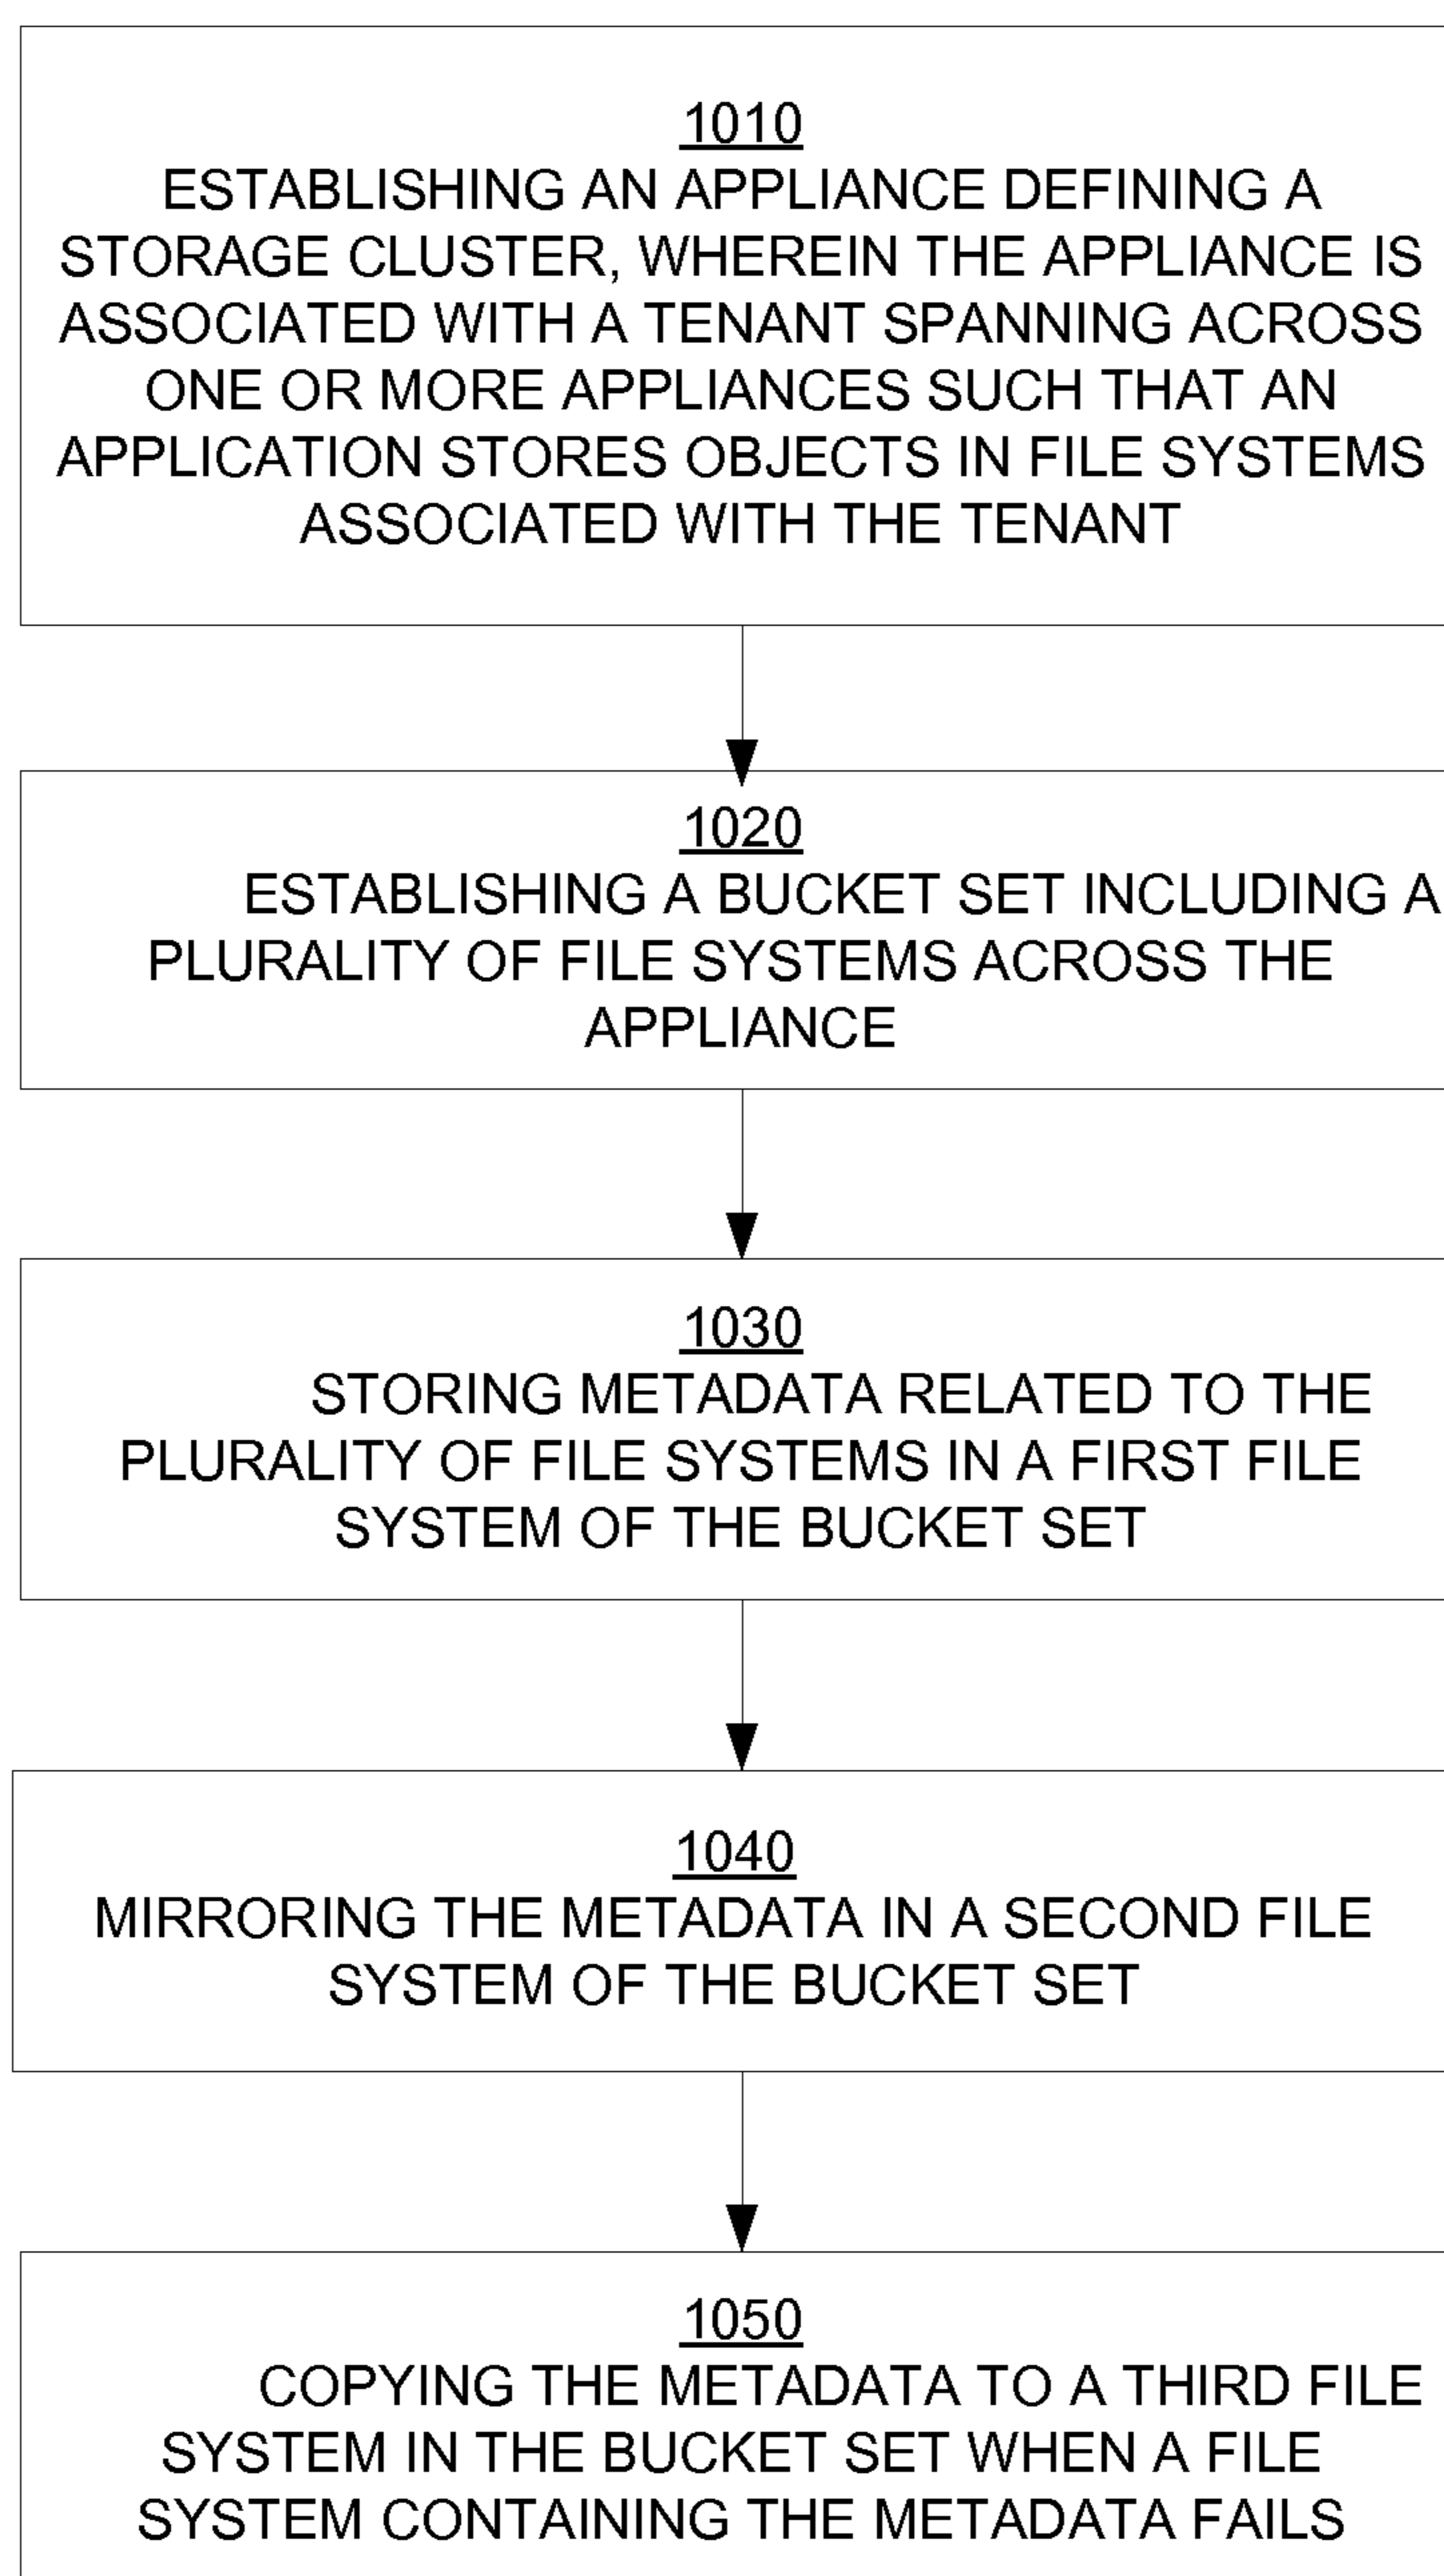 1010
ESTABLISHING AN APPLIANCE DEFINING A
STORAGE CLUSTER, WHEREIN THE APPLIANCE IS
ASSOCIATED WITH A TENANT SPANNING ACROSS
ONE OR MORE APPLIANCES SUCH THAT AN
APPLICATION STORES OBJECTS IN FILE SYSTEMS
ASSOCIATED WITH THE TENANT
1020
ESTABLISHING A BUCKET SET INCLUDING A
PLURALITY OF FILE SYSTEMS ACROSS THE
APPLIANCE
1030
STORING METADATA RELATED TO THE
PLURALITY OF FILE SYSTEMS IN A FIRST FILE
SYSTEM OF THE BUCKET SET
1040
MIRRORING THE METADATA IN A SECOND FILE
SYSTEM OF THE BUCKET SET
1050
COPYING THE METADATA TO A THIRD FILE
SYSTEM IN THE BUCKET SET WHEN A FILE
SYSTEM CONTAINING THE METADATA FAILS